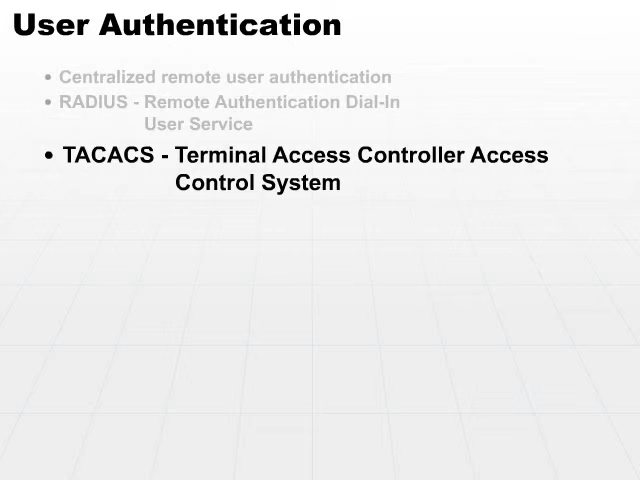 User Authentication
• Centralized remote user authentication
• RADIUS - Remote Authentication Dial-In
User Service
• TACACS - Terminal Access Controller Access
Control System